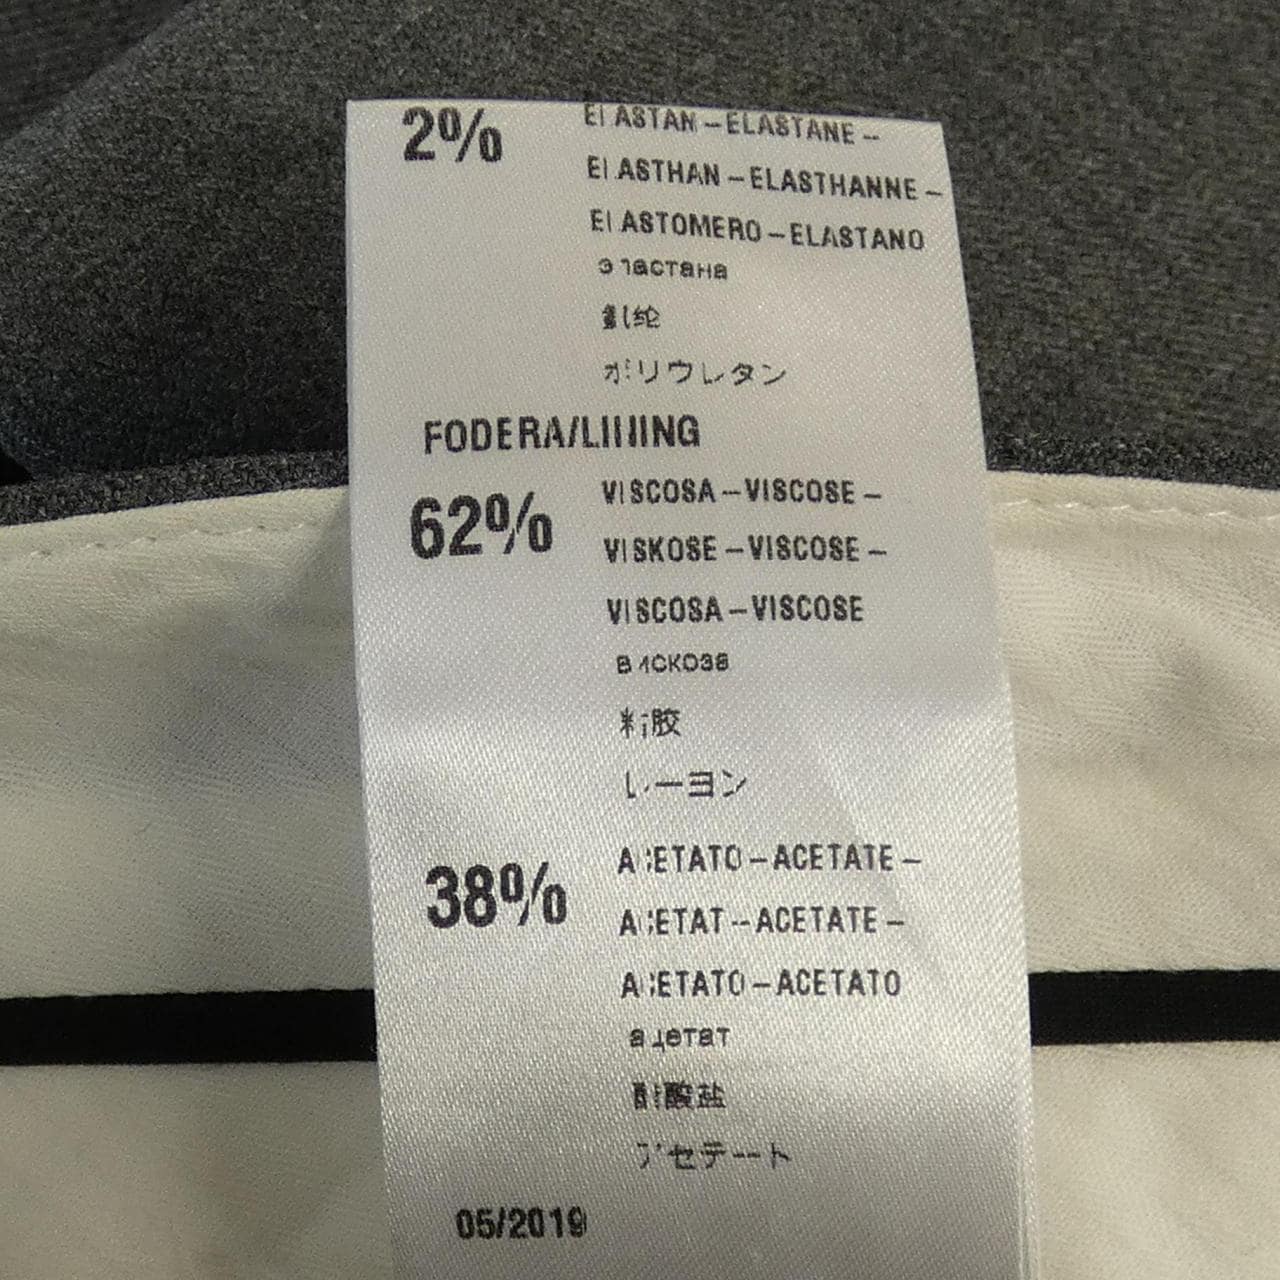 2% ELASTAN – ELASTANE –
ELASTHAN – ELASTHANNE –
ELASTOMERO – ELASTANO
эластана
氨纶
ポリウレタン
FODERA/LINING
62% VISCOSA – VISCOSE –
VISKOSE – VISCOSE –
VISCOSA – VISCOSE
вискозе
粘胶
レーヨン
38% ACETATO – ACETATE –
ACETAT – ACETATE –
ACETATO – ACETATO
ацетат
酸盐
アセテート
05/2019